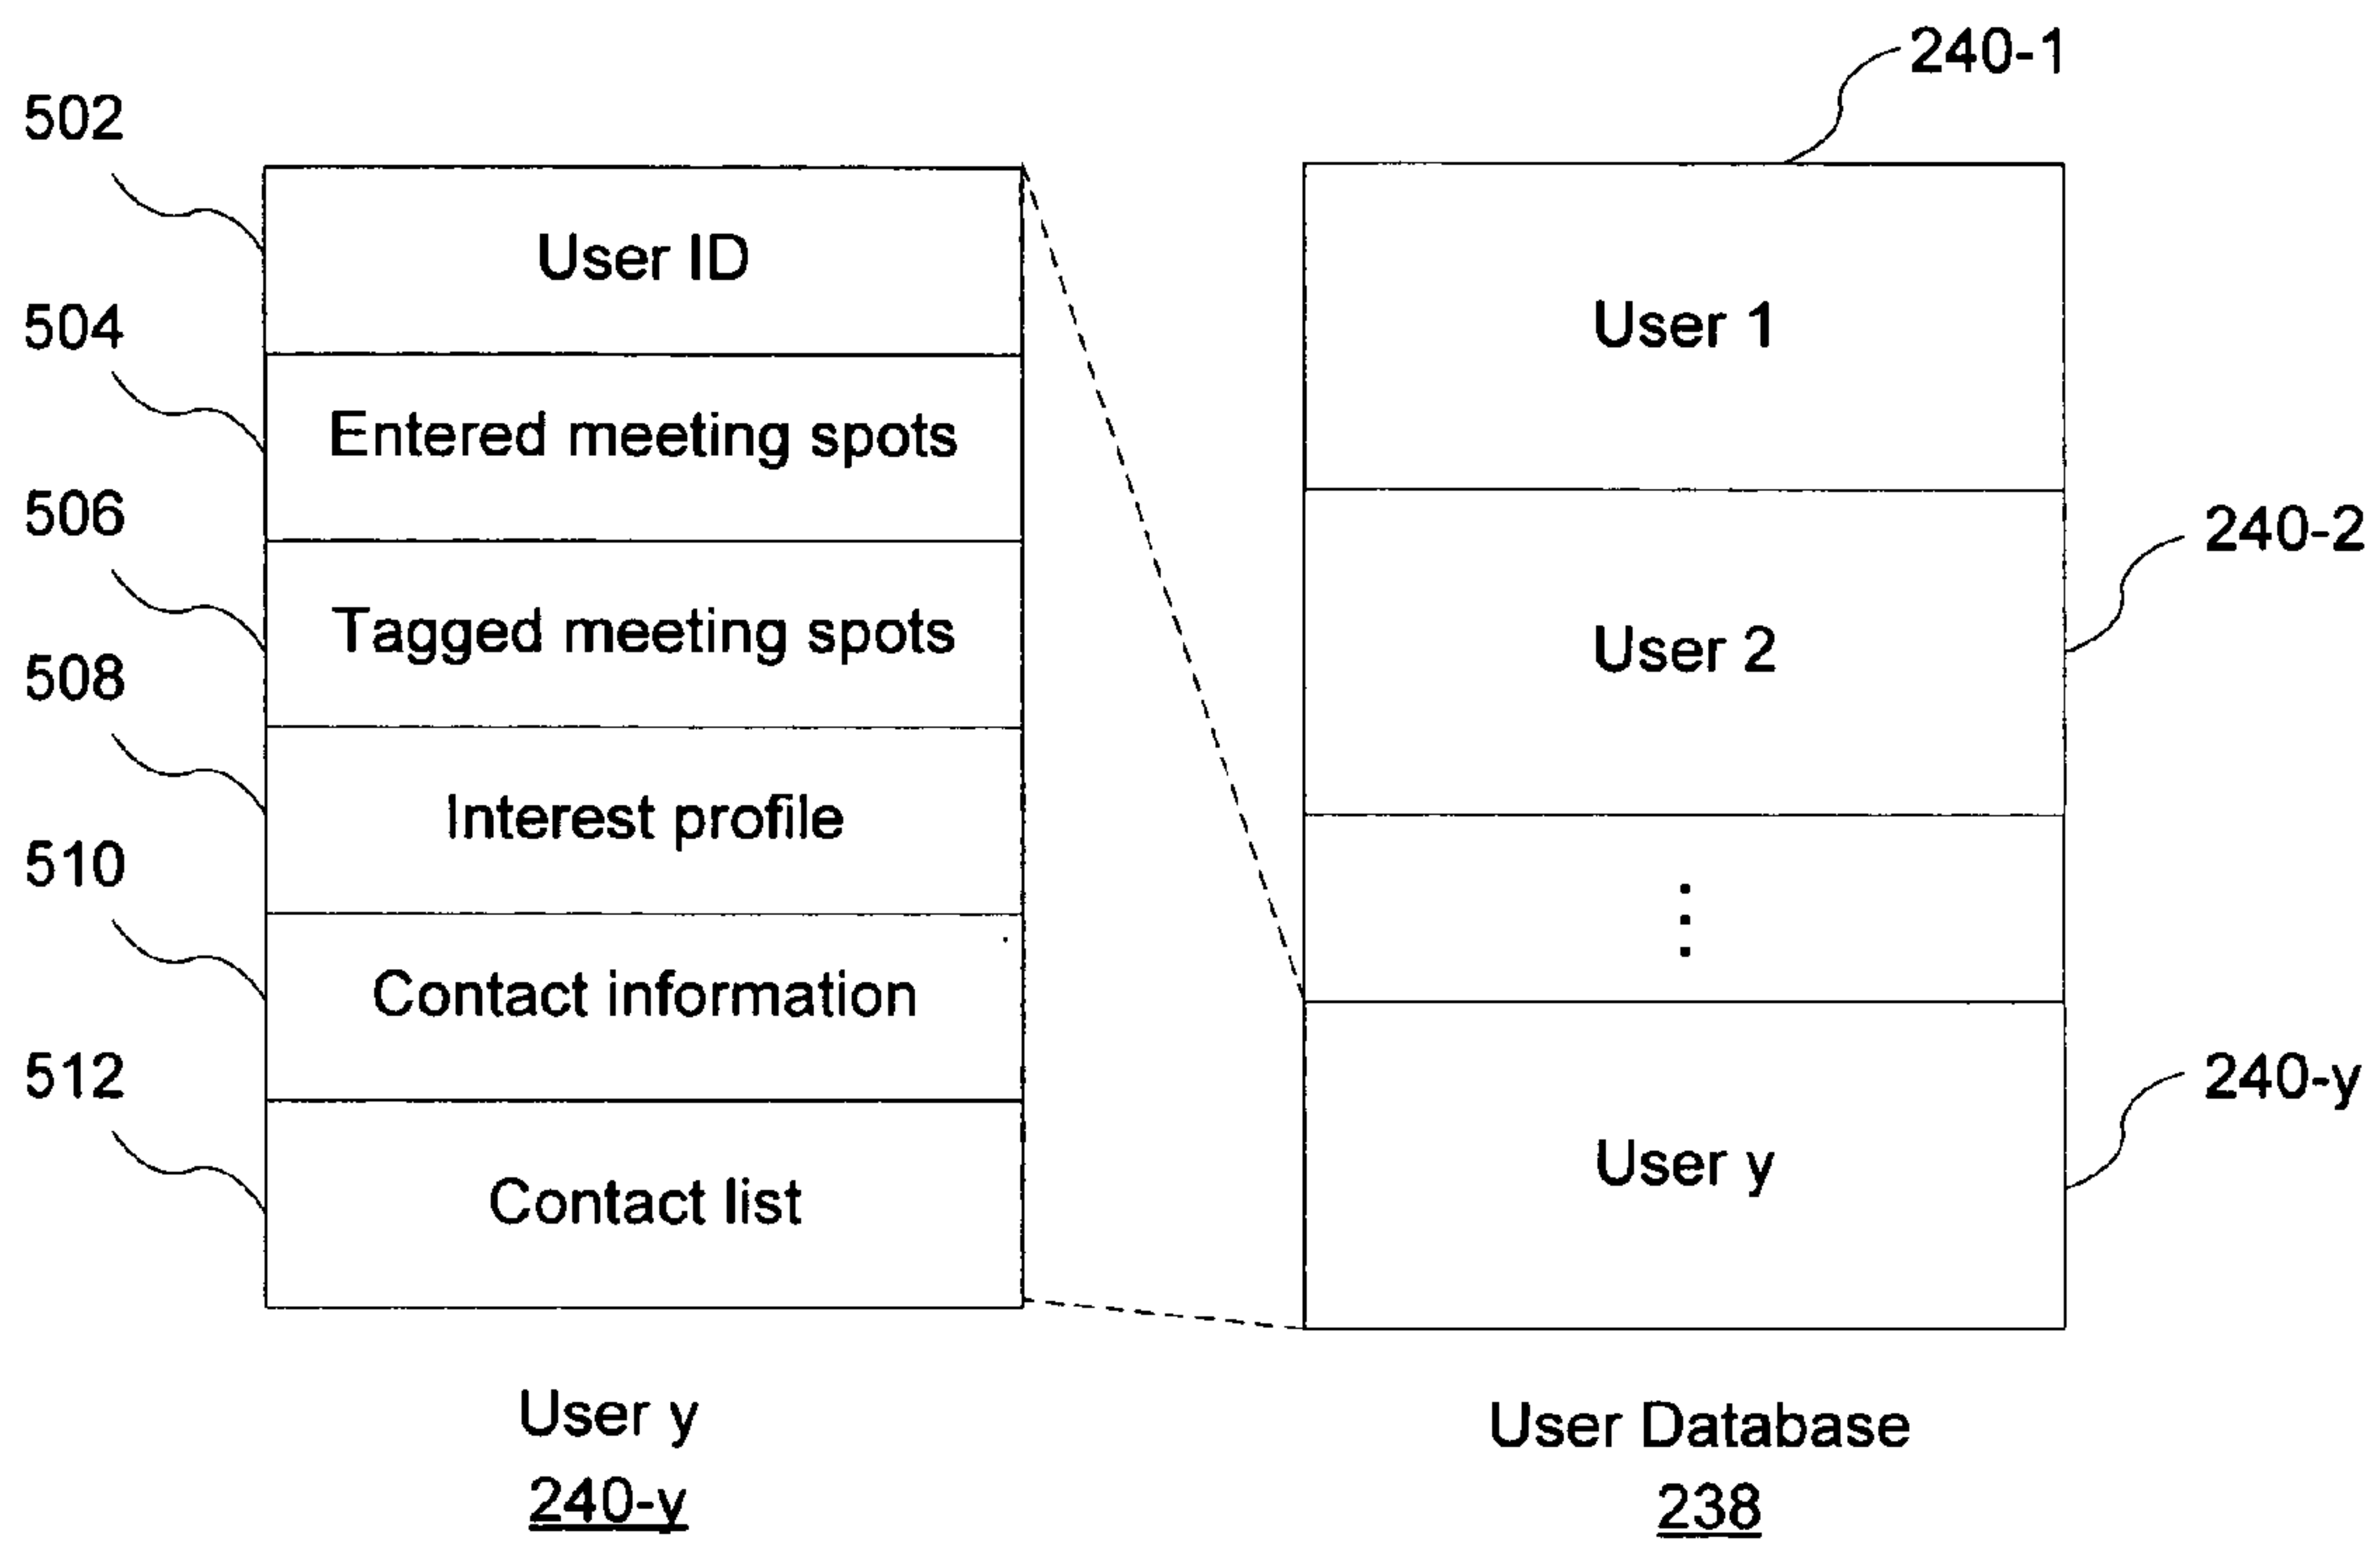 240-1
502
User ID
504
Entered meeting spots
506
Tagged meeting spots
508
Interest profile
510
Contact information
512
Contact list
User y
240-y
User 1
User 2
240-2
User y
240-y
User Database
238